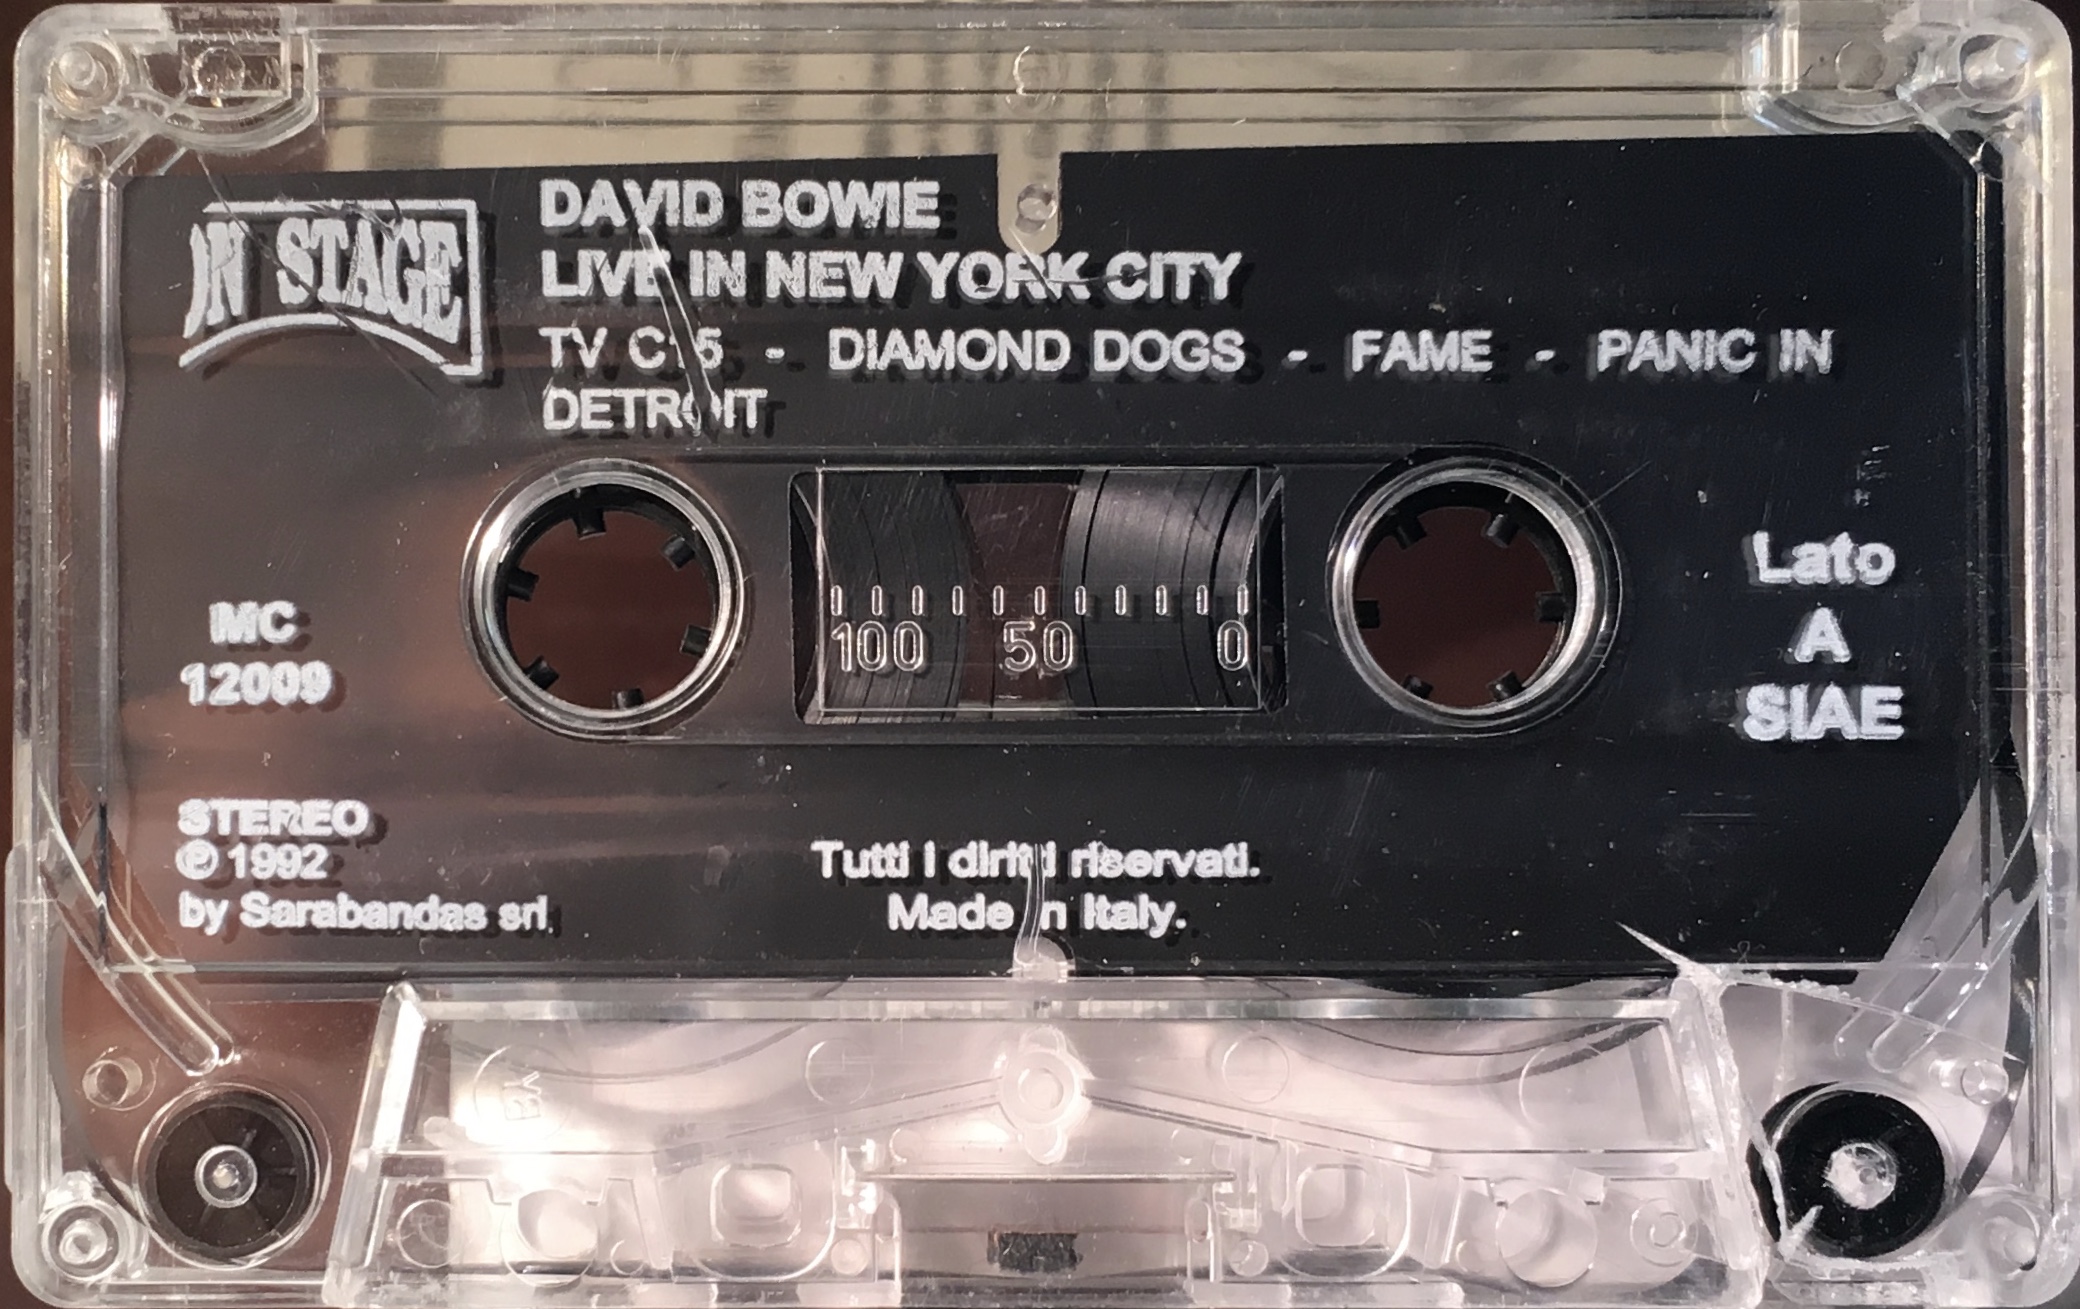 IN STAGE
DAVID BOWIE
LIVE IN NEW YORK CITY
TV C15 - DIAMOND DOGS - FAME - PANIC IN
DETROIT
MC
12009
100 50 0
Lato
A
SIAE
STEREO
℗ 1992
by Sarabandas srl.
Tutti i diritti riservati.
Made in Italy.